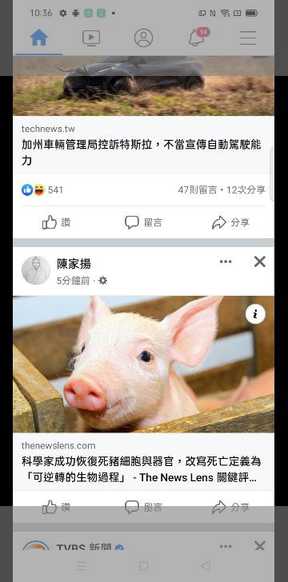 10:36
14
technews.tw
加州車輛管理局控訴特斯拉，不當宣傳自動駕駛能
力
541
47則留言・12次分享
讚
留言
分享
陳家揚
5分鐘前・
thenewslens.com
科學家成功恢復死豬細胞與器官，改寫死亡定義為
「可逆轉的生物過程」 - The News Lens 關鍵評...
讚
留言
分享
TVBS 新聞